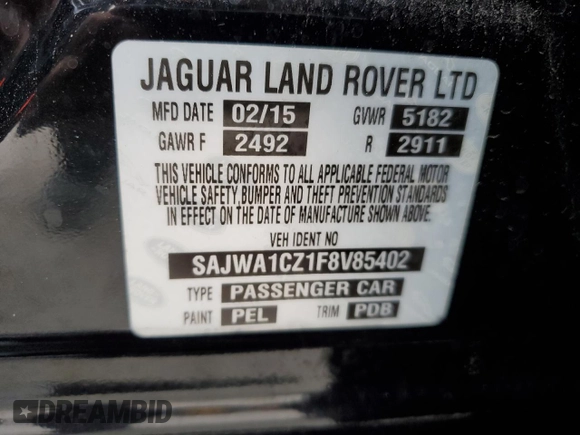 JAGUAR LAND ROVER LTD
MFD DATE 02/15 GVWR 5182
GAWR F 2492 R 2911
THIS VEHICLE CONFORMS TO ALL APPLICABLE FEDERAL MOTOR
VEHICLE SAFETY, BUMPER AND THEFT PREVENTION STANDARDS
IN EFFECT ON THE DATE OF MANUFACTURE SHOWN ABOVE.
VEH IDENT NO
SAJWA1CZ1F8V85402
TYPE PASSENGER CAR
PAINT PEL TRIM PDB
DREAMBID